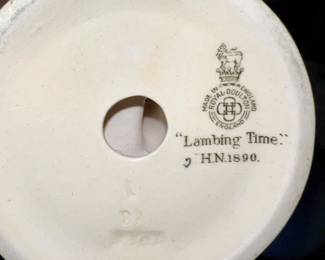 MADE IN ENGLAND
ROYAL DOULTON
ENGLAND
"Lambing Time."
H.N.1890.